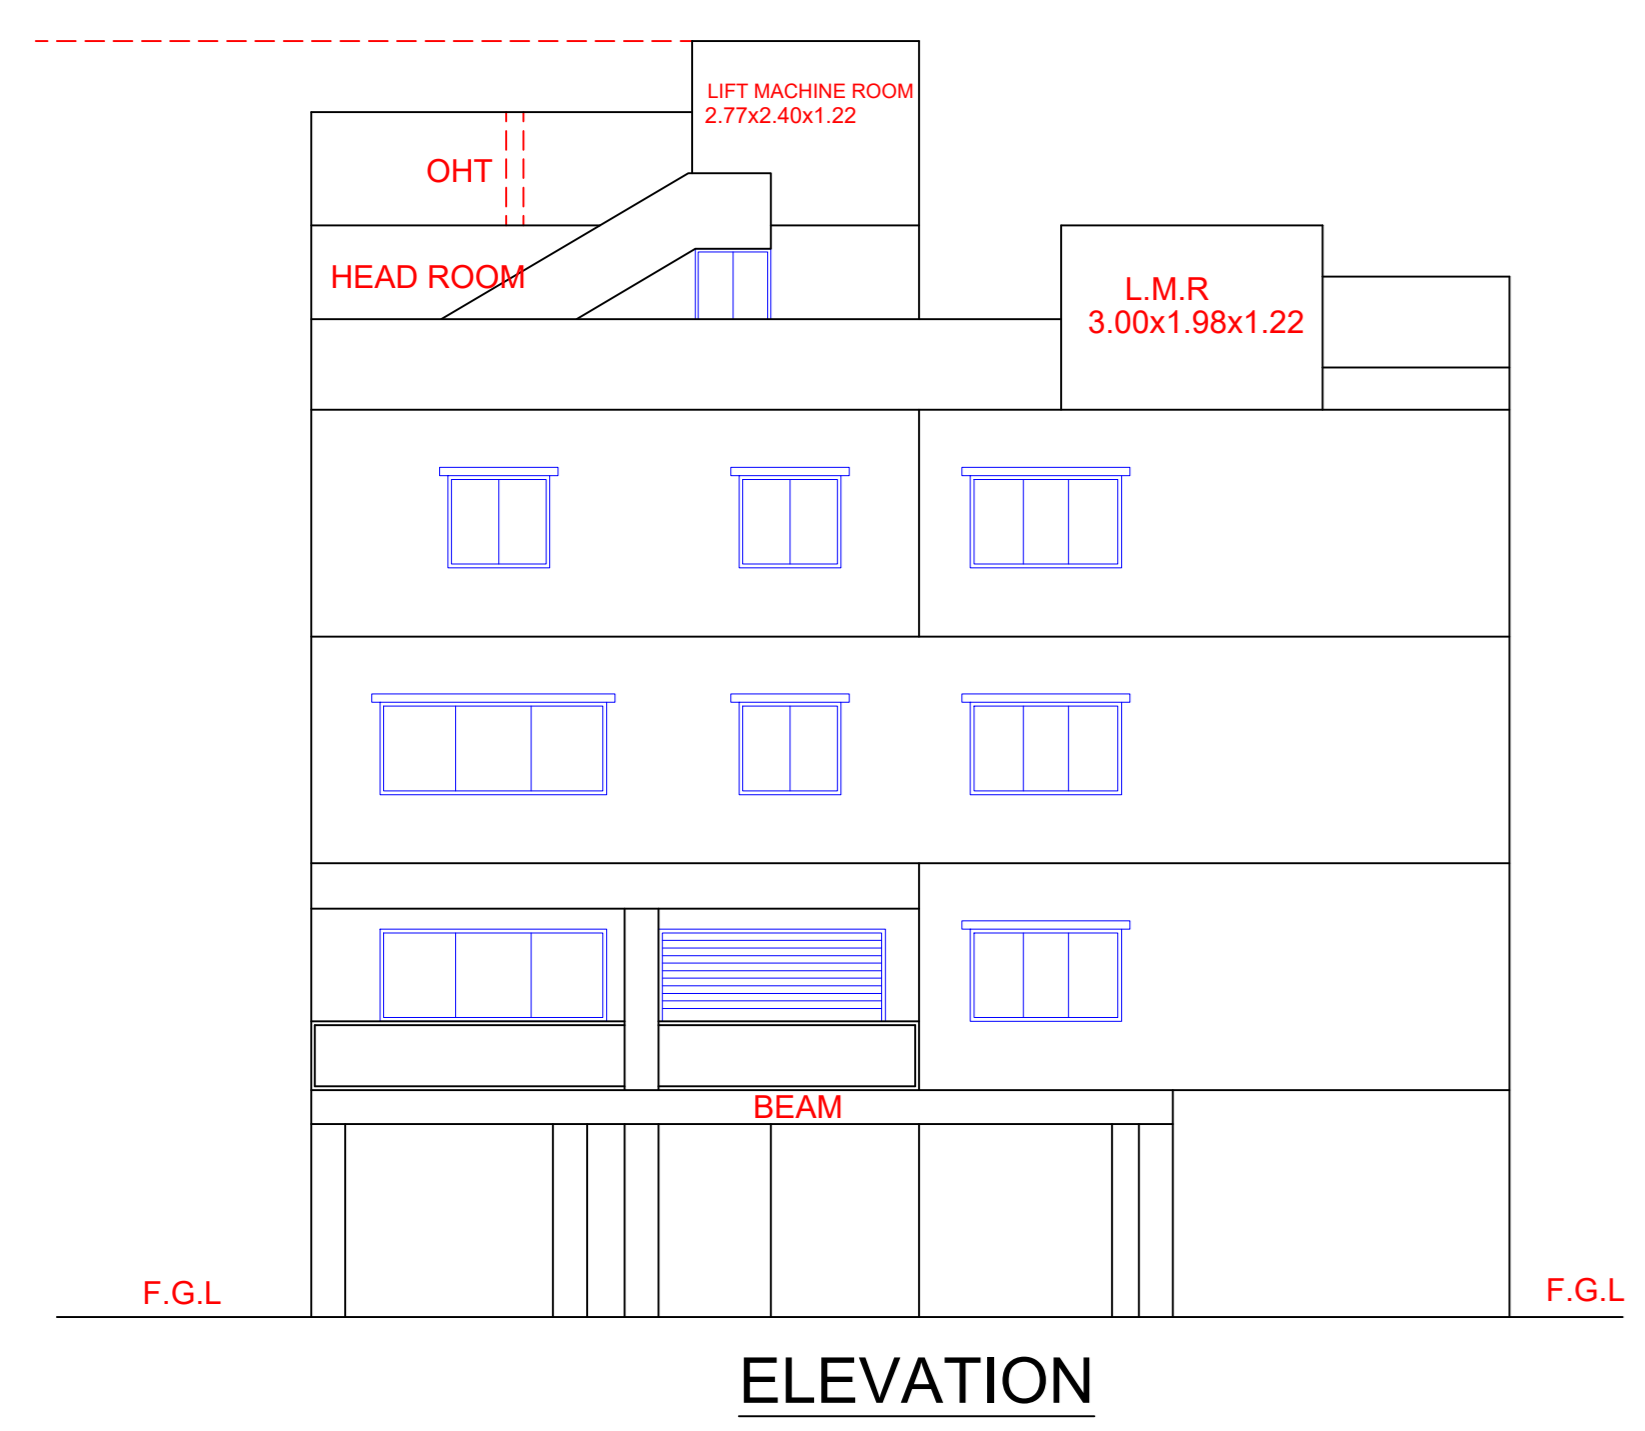 LIFT MACHINE ROOM
2.77x2.40x1.22
OHT
HEAD ROOM
L.M.R
3.00x1.98x1.22
BEAM
F.G.L
F.G.L
ELEVATION